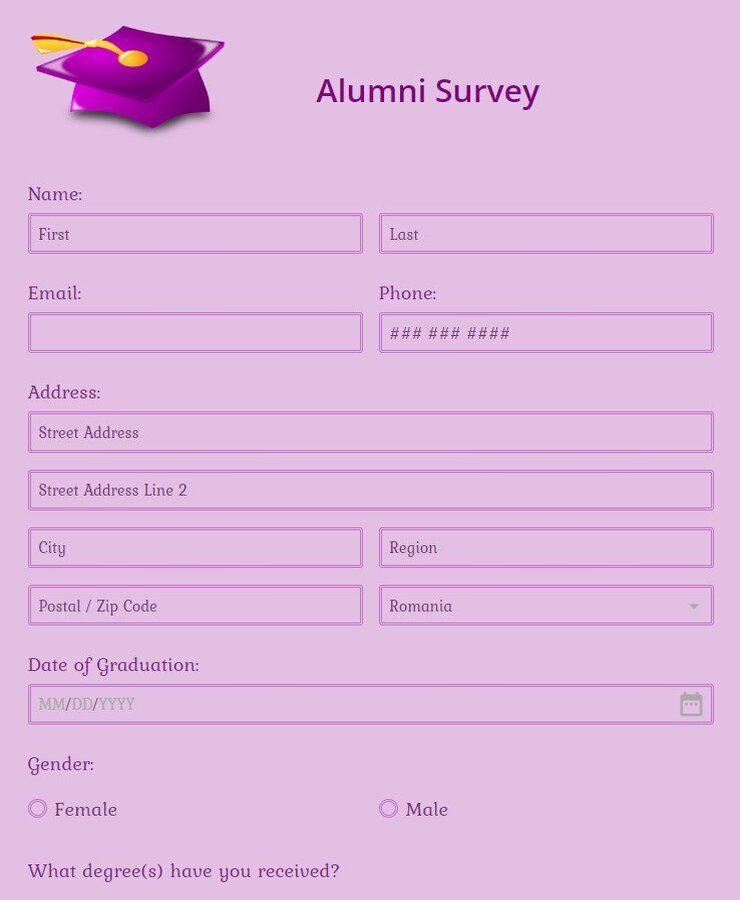 Alumni Survey
Name:
First Last
Email: Phone:
### ### ####
Address:
Street Address
Street Address Line 2
City Region
Postal / Zip Code Romania
Date of Graduation:
MM/DD/YYYY
Gender:
Female Male
What degree(s) have you received?